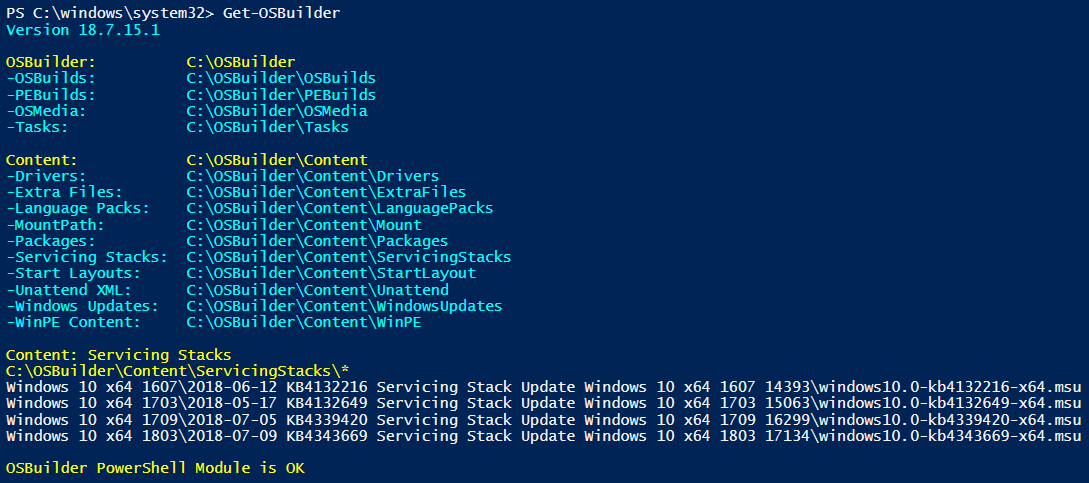 PS C:\windows\system32> Get-OSBuilder
Version 18.7.15.1
OSBuilder: C:\OSBuilder
-OSBuilds: C:\OSBuilder\OSBuilds
-PEBuilds: C:\OSBuilder\PEBuilds
-OSMedia: C:\OSBuilder\OSMedia
-Tasks: C:\OSBuilder\Tasks
Content: C:\OSBuilder\Content
-Drivers: C:\OSBuilder\Content\Drivers
-Extra Files: C:\OSBuilder\Content\ExtraFiles
-Language Packs: C:\OSBuilder\Content\LanguagePacks
-MountPath: C:\OSBuilder\Content\Mount
-Packages: C:\OSBuilder\Content\Packages
-Servicing Stacks: C:\OSBuilder\Content\ServicingStacks
-Start Layouts: C:\OSBuilder\Content\StartLayout
-Unattend XML: C:\OSBuilder\Content\Unattend
-Windows Updates: C:\OSBuilder\Content\WindowsUpdates
-WinPE Content: C:\OSBuilder\Content\WinPE
Content: Servicing Stacks
C:\OSBuilder\Content\ServicingStacks\*
Windows 10 x64 1607\2018-06-12 KB4132216 Servicing Stack Update Windows 10 x64 1607 14393\windows10.0-kb4132216-x64.msu
Windows 10 x64 1703\2018-05-17 KB4132649 Servicing Stack Update Windows 10 x64 1703 15063\windows10.0-kb4132649-x64.msu
Windows 10 x64 1709\2018-07-05 KB4339420 Servicing Stack Update Windows 10 x64 1709 16299\windows10.0-kb4339420-x64.msu
Windows 10 x64 1803\2018-07-09 KB4343669 Servicing Stack Update Windows 10 x64 1803 17134\windows10.0-kb4343669-x64.msu
OSBuilder PowerShell Module is OK